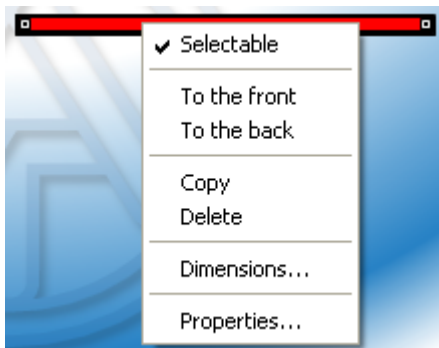 Selectable
To the front
To the back
Copy
Delete
Dimensions...
Properties...